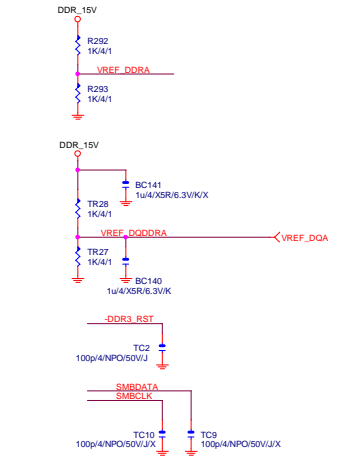 DDR_15V
R292
1K/4/1
VREF_DDRA
R293
1K/4/1
DDR_15V
BC141
1u/4/X5R/6.3V/K/X
TR28
1K/4/1
VREF_DQDDRA
VREF_DQA
TR27
1K/4/1
BC140
1u/4/X5R/6.3V/K
-DDR3_RST
TC2
100p/4/NPO/50V/J
SMBDATA
SMBCLK
TC10
100p/4/NPO/50V/J/X
TC9
100p/4/NPO/50V/J/X